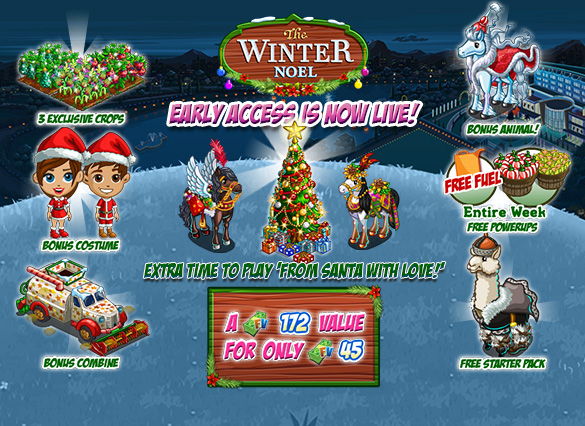 The
WINTER
NOEL
EARLY ACCESS IS NOW LIVE!
3 EXCLUSIVE CROPS
BONUS ANIMAL!
BONUS COSTUME
FREE FUEL
Entire Week
FREE POWERUPS
EXTRA TIME TO PLAY "FROM SANTA WITH LOVE!"
BONUS COMBINE
A FV 172 VALUE
FOR ONLY FV 45
FREE STARTER PACK